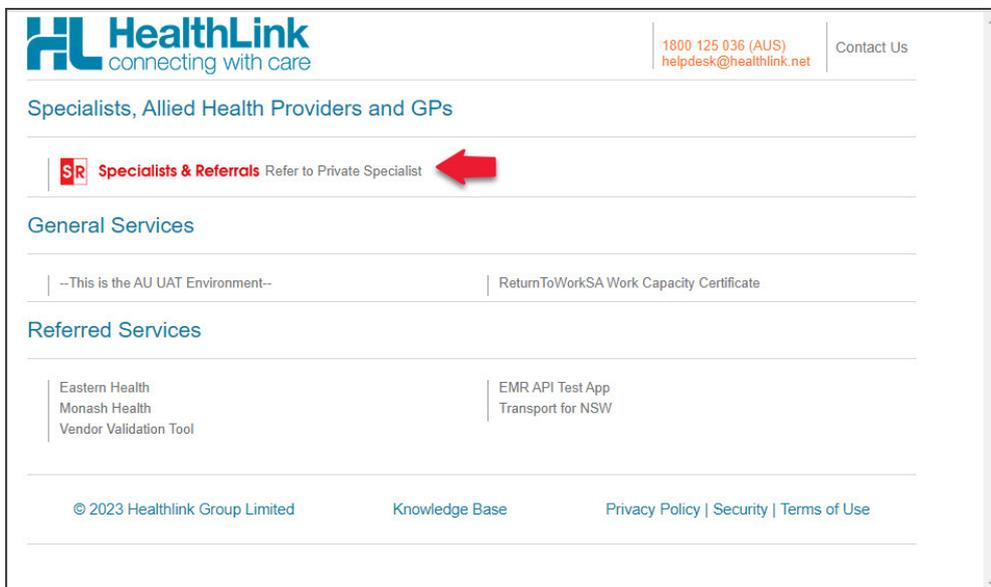 HL HealthLink
connecting with care
1800 125 036 (AUS)
helpdesk@healthlink.net
Contact Us
Specialists, Allied Health Providers and GPs
SR Specialists & Referrals Refer to Private Specialist
General Services
--This is the AU UAT Environment--
ReturnToWorkSA Work Capacity Certificate
Referred Services
Eastern Health
Monash Health
Vendor Validation Tool
EMR API Test App
Transport for NSW
© 2023 Healthlink Group Limited
Knowledge Base
Privacy Policy | Security | Terms of Use